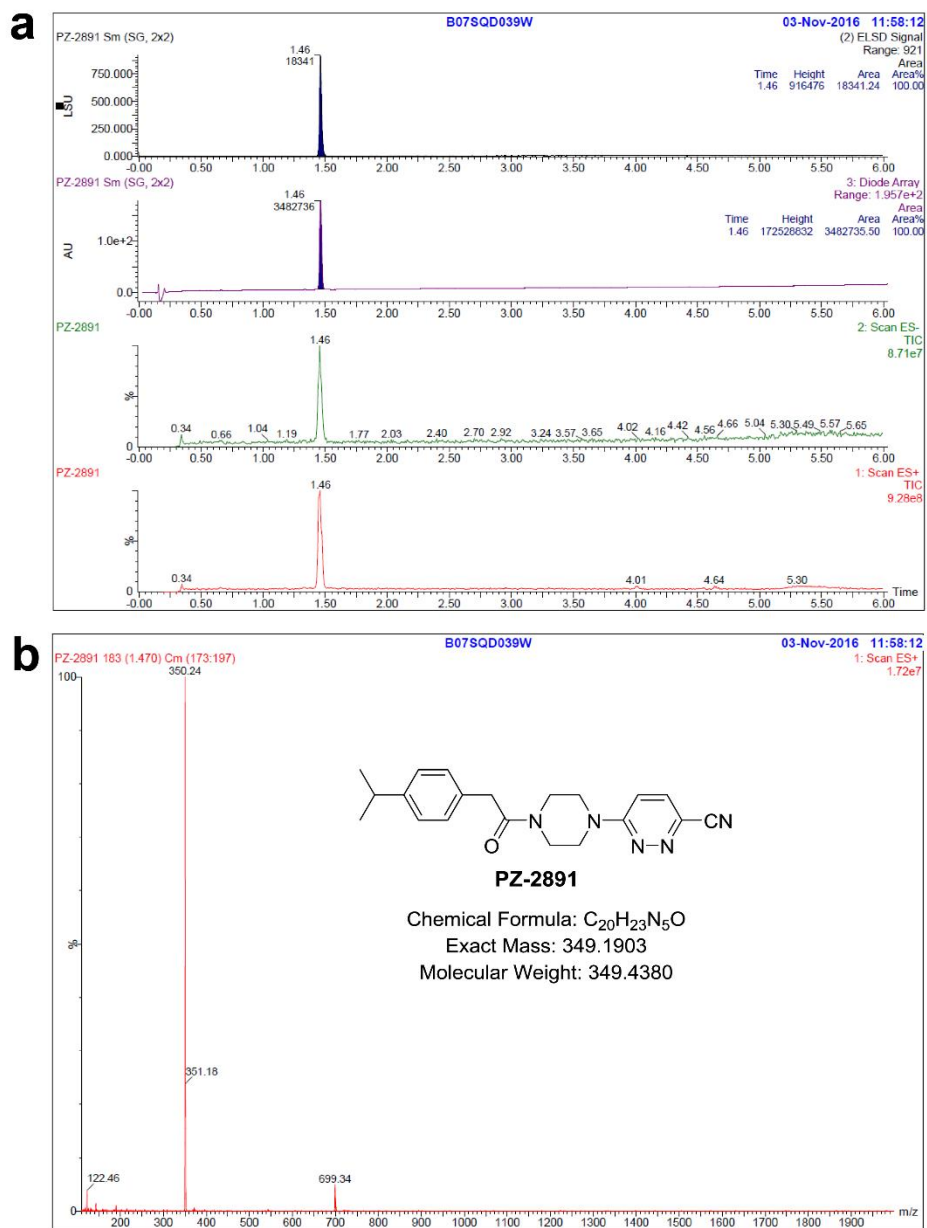 a
B07SQD039W
03-Nov-2016 11:58:12
PZ-2891 Sm (SG, 2x2)
(2) ELSD Signal
Range: 921
Area
Time Height Area Area%
1.46 916476 18341.24 100.00
1.46
18341
LSU
750.000
500.000
250.000
0.000
-0.00 0.50 1.00 1.50 2.00 2.50 3.00 3.50 4.00 4.50 5.00 5.50 6.00
PZ-2891 Sm (SG, 2x2)
3: Diode Array
Range: 1.957e+2
Area
Time Height Area Area%
1.46 172528832 3482735.50 100.00
1.46
3482736
AU
1.0e+2
0.0
-0.00 0.50 1.00 1.50 2.00 2.50 3.00 3.50 4.00 4.50 5.00 5.50 6.00
PZ-2891
2: Scan ES-
TIC
8.71e7
1.46
%
0.34 0.66 1.04 1.19 1.77 2.03 2.40 2.70 2.92 3.24 3.57 3.65 4.02 4.16 4.42 4.56 4.66 5.04 5.30 5.49 5.57 5.65
0
-0.00 0.50 1.00 1.50 2.00 2.50 3.00 3.50 4.00 4.50 5.00 5.50 6.00
PZ-2891
1: Scan ES+
TIC
9.28e8
1.46
%
0.34 4.01 4.64 5.30
0
Time
-0.00 0.50 1.00 1.50 2.00 2.50 3.00 3.50 4.00 4.50 5.00 5.50 6.00
b
B07SQD039W
03-Nov-2016 11:58:12
PZ-2891 183 (1.470) Cm (173:197)
1: Scan ES+
1.72e7
350.24
100
%
0
351.18
122.46
699.34
O
N
N
N N
CN
PZ-2891
Chemical Formula: C₂₀H₂₃N₅O
Exact Mass: 349.1903
Molecular Weight: 349.4380
200 400 600 800 1000 1200 1400 1600 1800
m/z